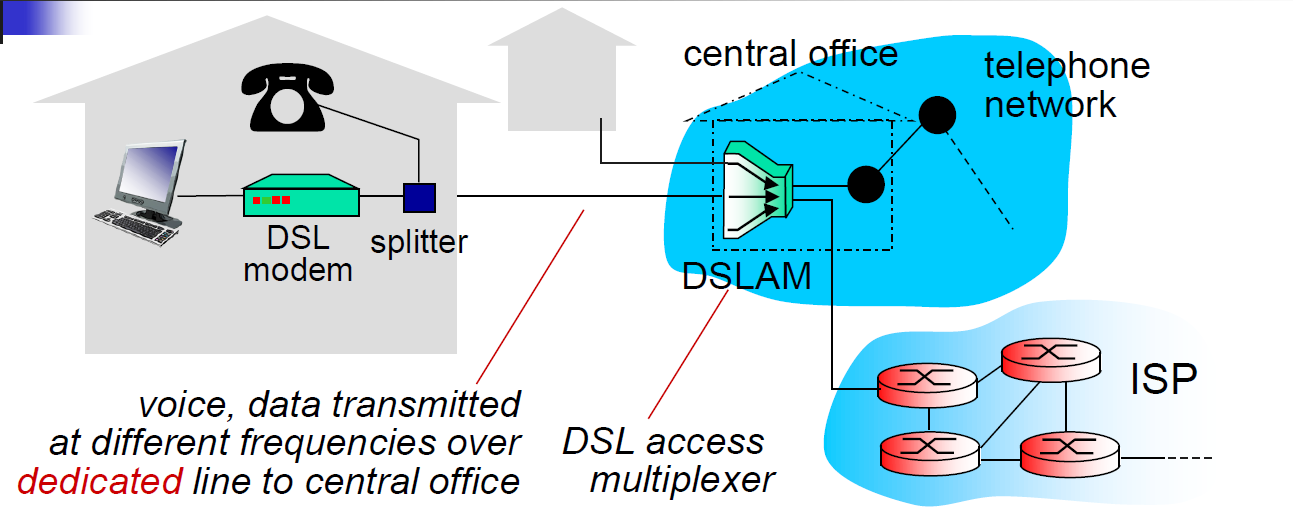 central office
telephone
network
DSL
modem
splitter
DSLAM
ISP
voice, data transmitted
at different frequencies over
dedicated line to central office
DSL access
multiplexer